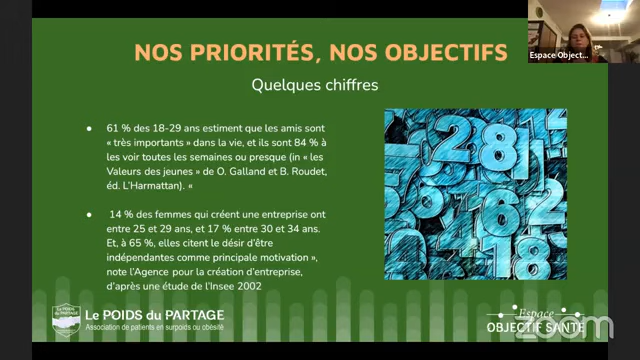 NOS PRIORITÉS, NOS OBJECTIFS
Espace Object...
Quelques chiffres
● 61 % des 18-29 ans estiment que les amis sont
« très importants » dans la vie, et ils sont 84 % à
les voir toutes les semaines ou presque (in « les
Valeurs des jeunes » de O. Galland et B. Roudet,
éd. L'Harmattan). «
● 14 % des femmes qui créent une entreprise ont
entre 25 et 29 ans, et 17 % entre 30 et 34 ans.
Et, à 65 %, elles citent le désir d'être
indépendantes comme principale motivation »,
note l'Agence pour la création d'entreprise,
d'après une étude de l'Insee 2002
Le POIDS du PARTAGE
Association de patients en surpoids ou obésité
Espace
OBJECTIF SANTÉ
zoom